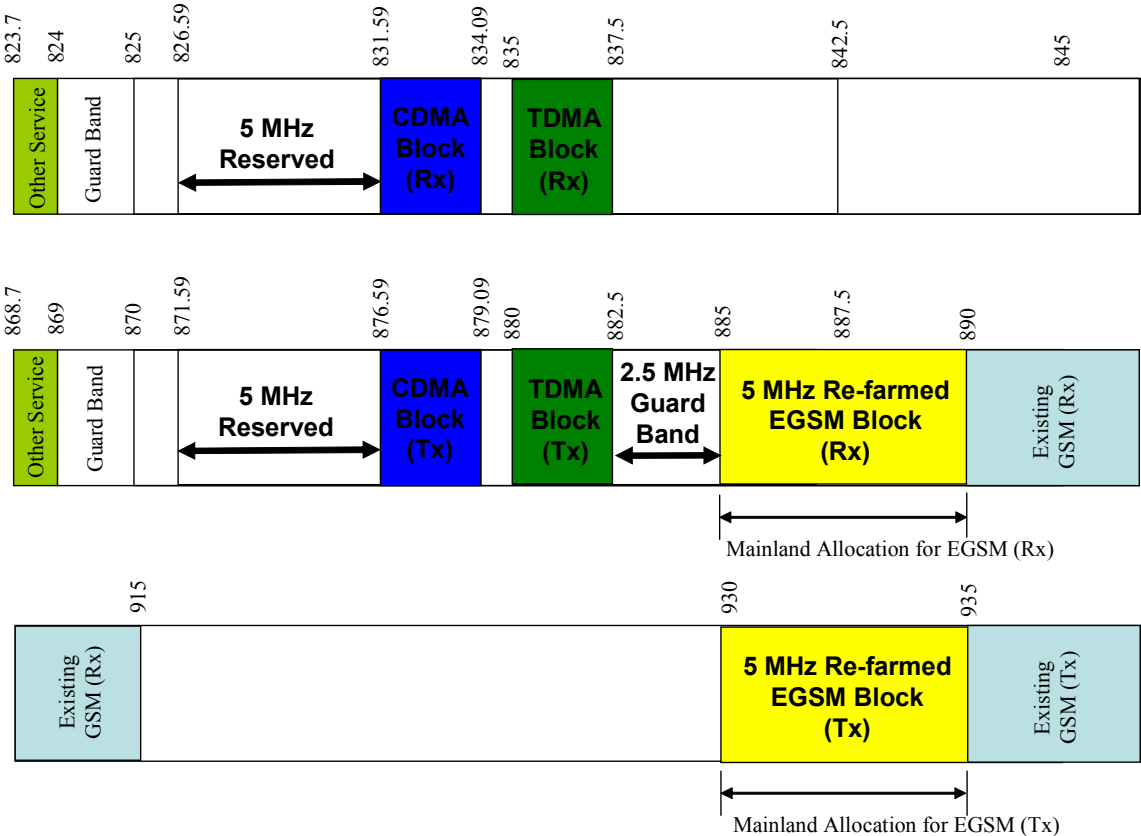 823.7
824
825
826.59
831.59
834.09
835
837.5
842.5
845
Other Service
Guard Band
5 MHz
Reserved
CDMA
Block
(Rx)
TDMA
Block
(Rx)
868.7
869
870
871.59
876.59
879.09
880
882.5
885
887.5
890
Other Service
Guard Band
5 MHz
Reserved
CDMA
Block
(Tx)
TDMA
Block
(Tx)
2.5 MHz
Guard
Band
5 MHz Re-farmed
EGSM Block
(Rx)
Existing
GSM (Rx)
Mainland Allocation for EGSM (Rx)
915
930
935
Existing
GSM (Rx)
5 MHz Re-farmed
EGSM Block
(Tx)
Existing
GSM (Tx)
Mainland Allocation for EGSM (Tx)